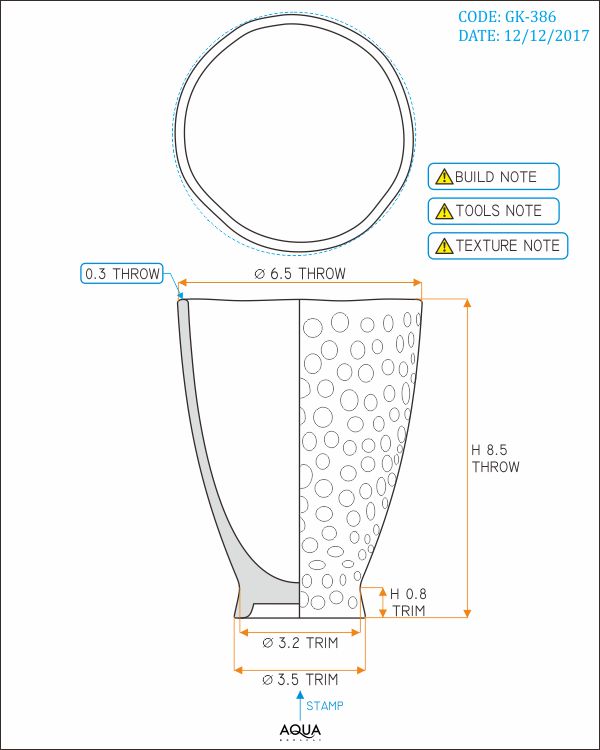 CODE: GK-386
DATE: 12/12/2017
⚠BUILD NOTE
⚠TOOLS NOTE
⚠TEXTURE NOTE
0.3 THROW
∅ 6.5 THROW
H 8.5
THROW
H 0.8
TRIM
∅ 3.2 TRIM
∅ 3.5 TRIM
STAMP
AQUA